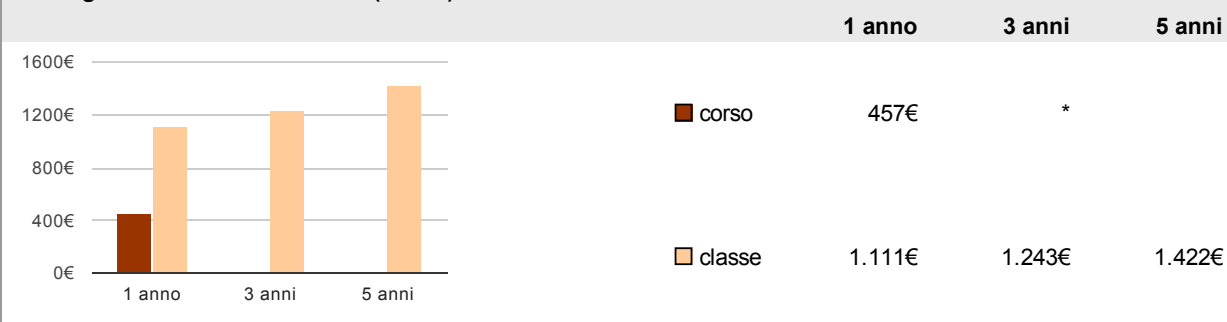 1 anno 3 anni 5 anni
1600€
1200€
800€
400€
0€
1 anno 3 anni 5 anni
corso 457€ *
classe 1.111€ 1.243€ 1.422€